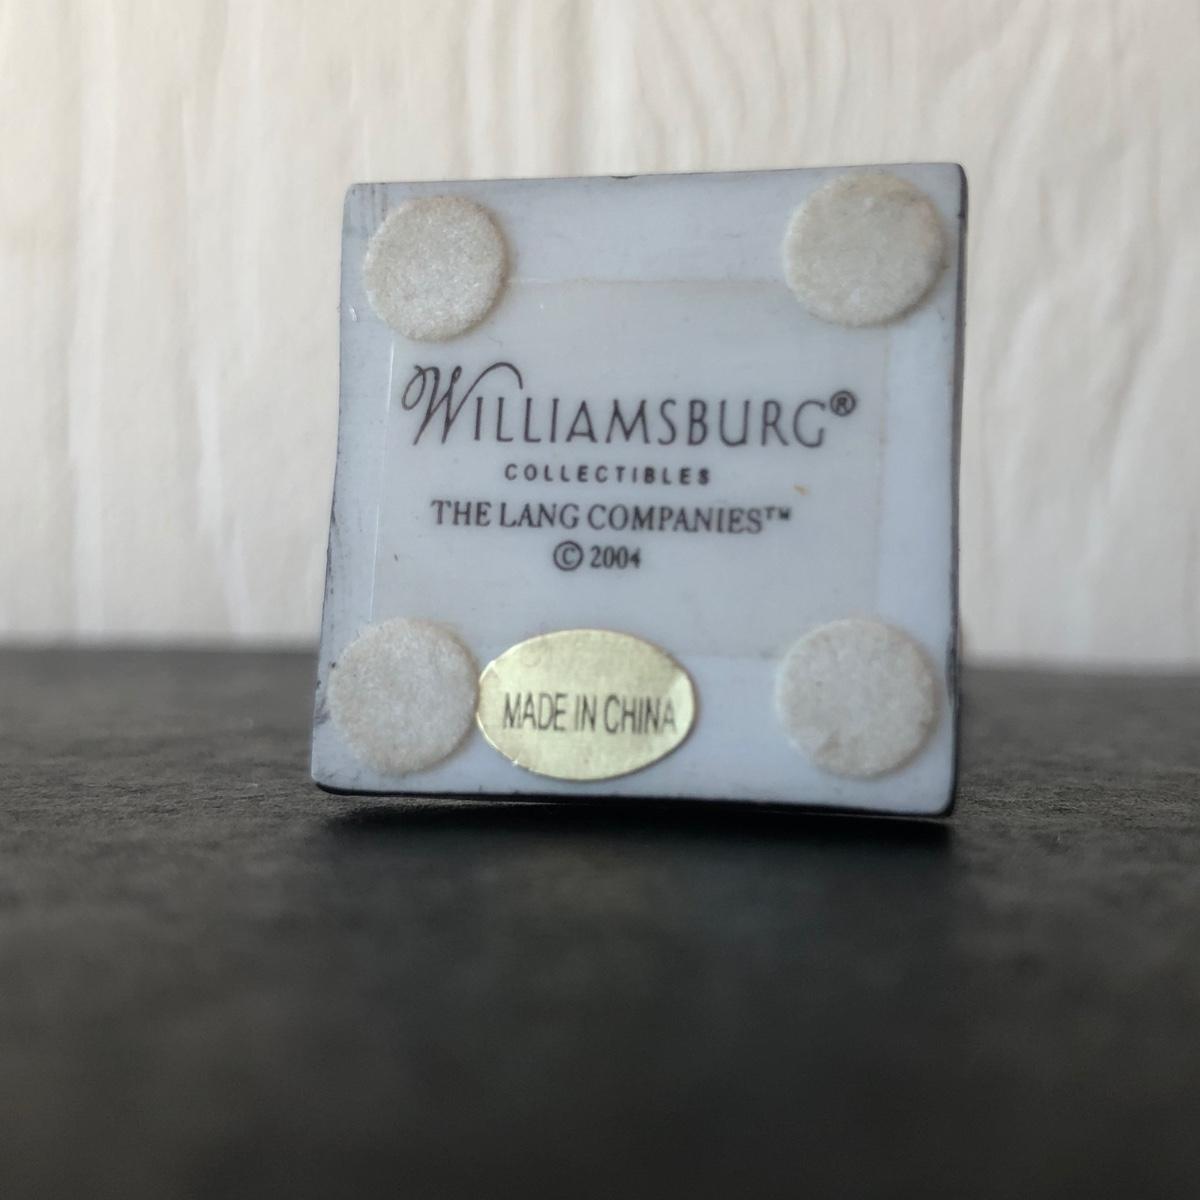 WILLIAMSBURG®
COLLECTIBLES
THE LANG COMPANIES™
© 2004
MADE IN CHINA